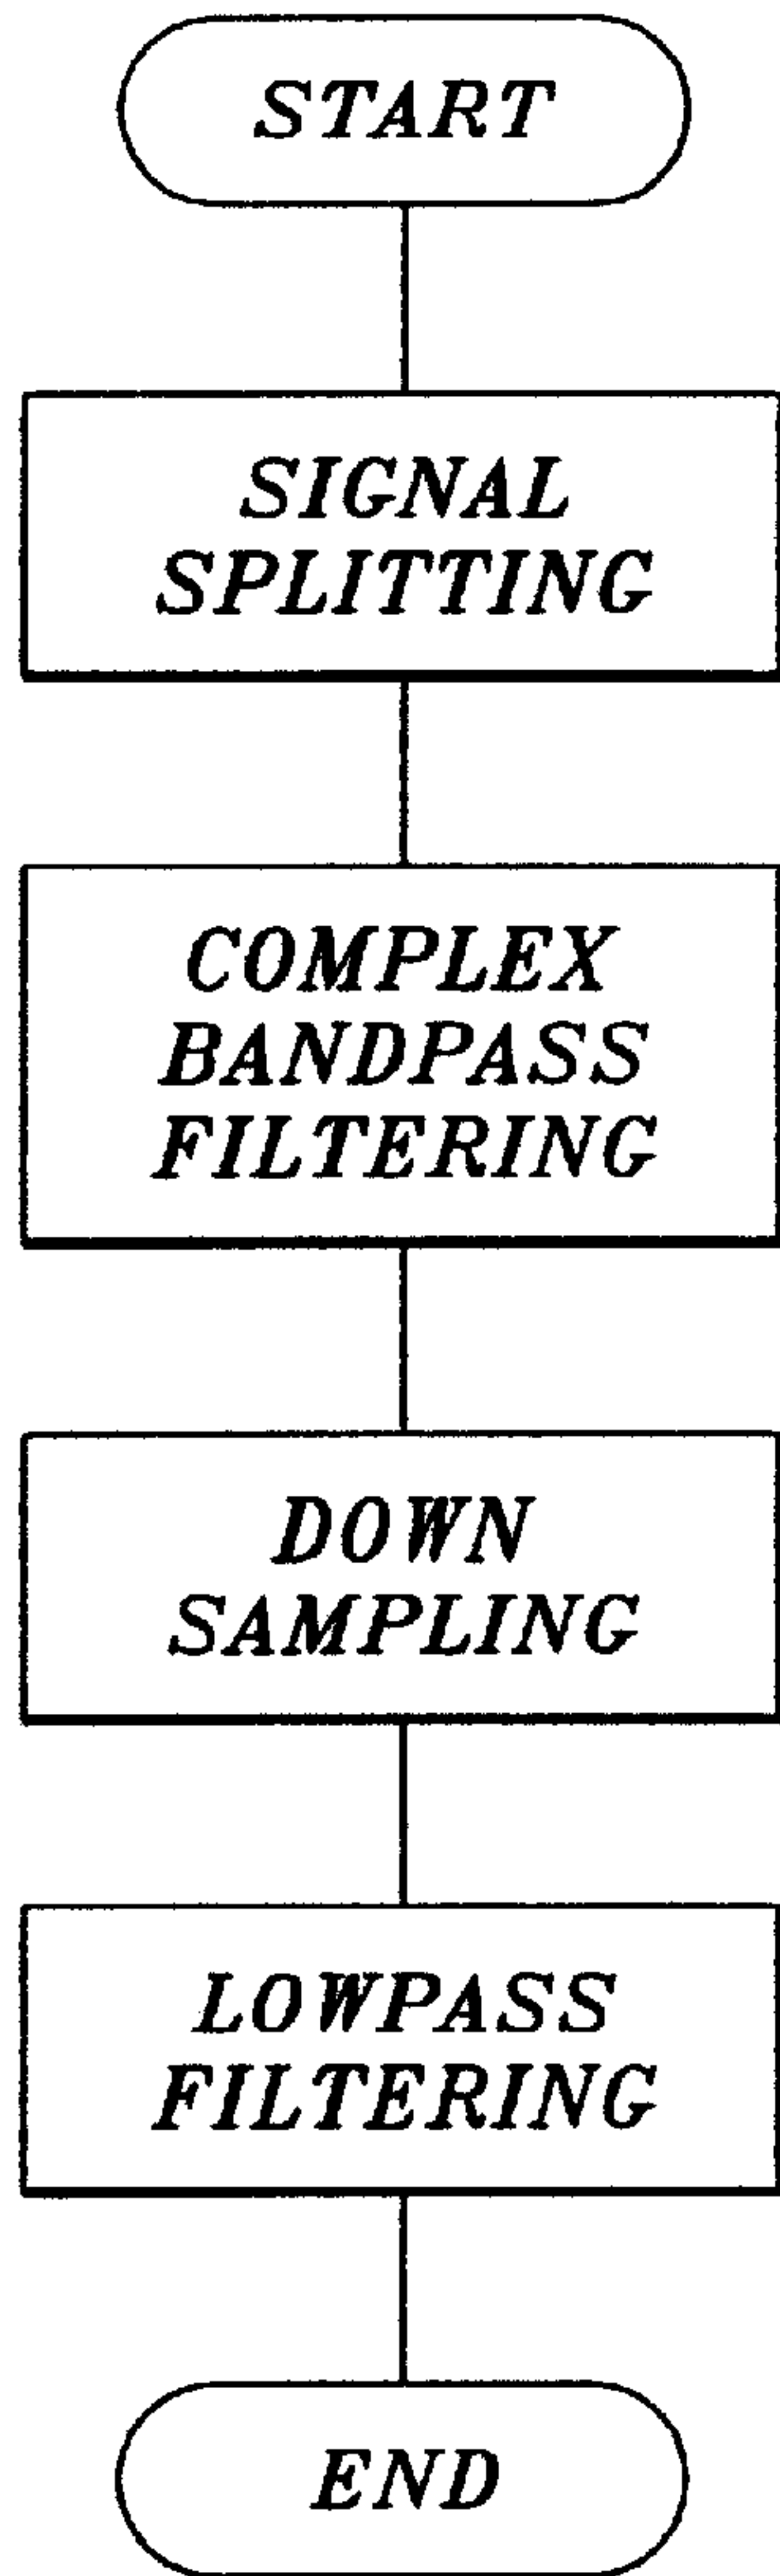 START
SIGNAL
SPLITTING
COMPLEX
BANDPASS
FILTERING
DOWN
SAMPLING
LOWPASS
FILTERING
END